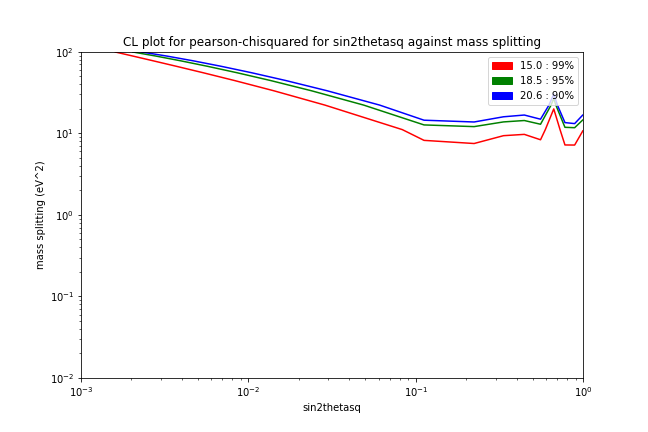 CL plot for pearson-chisquared for sin2thetasq against mass splitting
15.0 : 99%
18.5 : 95%
20.6 : 90%
mass splitting (eV^2)
10²
10¹
10⁰
10⁻¹
10⁻²
10⁻³ 10⁻² 10⁻¹ 10⁰
sin2thetasq